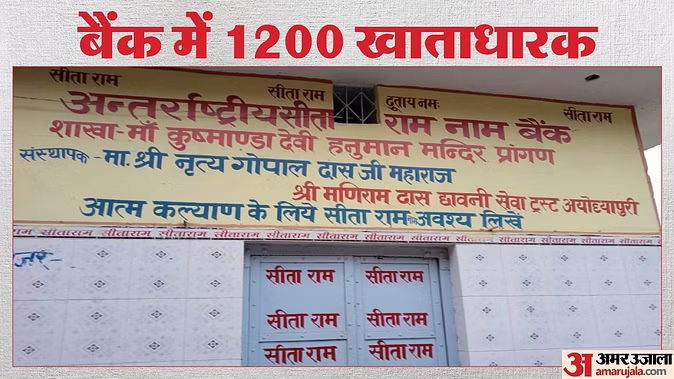 बैंक में 1200 खाताधारक
सीता राम सीता राम दूताय नमः सीता राम
अन्तर्राष्ट्रीय सीता राम नाम बैंक
शाखा-माँ कुष्माण्डा देवी हनुमान मन्दिर प्रांगण
संस्थापक - मा. श्री नृत्य गोपाल दास जी महाराज
श्री मणिराम दास छावनी सेवा ट्रस्ट अयोध्यापुरी
आत्म कल्याण के लिये सीता राम अवश्य लिखें
सीताराम सीताराम सीताराम सीताराम सीताराम सीताराम सीताराम सीताराम सीताराम सीताराम सीताराम
सीता राम सीता राम
सीता राम सीता राम
सीता राम सीता राम
अमर उजाला
amarujala.com